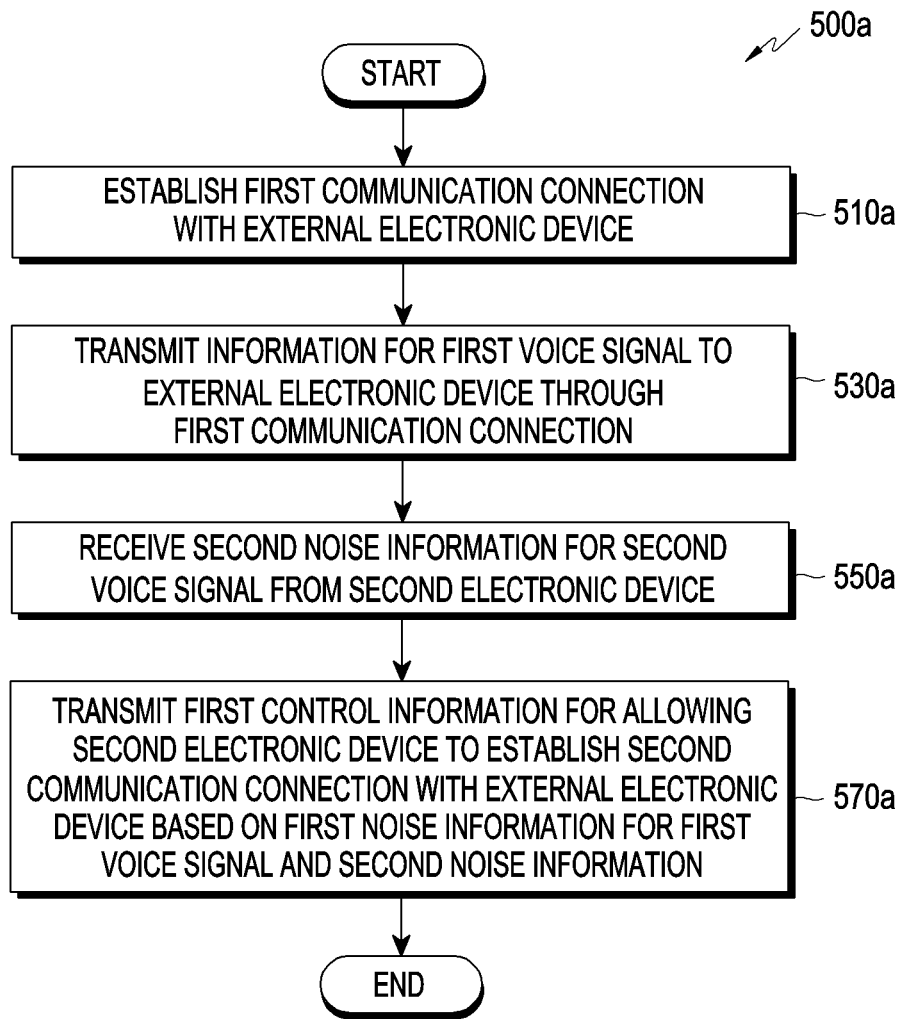 500a
START
ESTABLISH FIRST COMMUNICATION CONNECTION
WITH EXTERNAL ELECTRONIC DEVICE
510a
TRANSMIT INFORMATION FOR FIRST VOICE SIGNAL TO
EXTERNAL ELECTRONIC DEVICE THROUGH
FIRST COMMUNICATION CONNECTION
530a
RECEIVE SECOND NOISE INFORMATION FOR SECOND
VOICE SIGNAL FROM SECOND ELECTRONIC DEVICE
550a
TRANSMIT FIRST CONTROL INFORMATION FOR ALLOWING
SECOND ELECTRONIC DEVICE TO ESTABLISH SECOND
COMMUNICATION CONNECTION WITH EXTERNAL ELECTRONIC
DEVICE BASED ON FIRST NOISE INFORMATION FOR FIRST
VOICE SIGNAL AND SECOND NOISE INFORMATION
570a
END